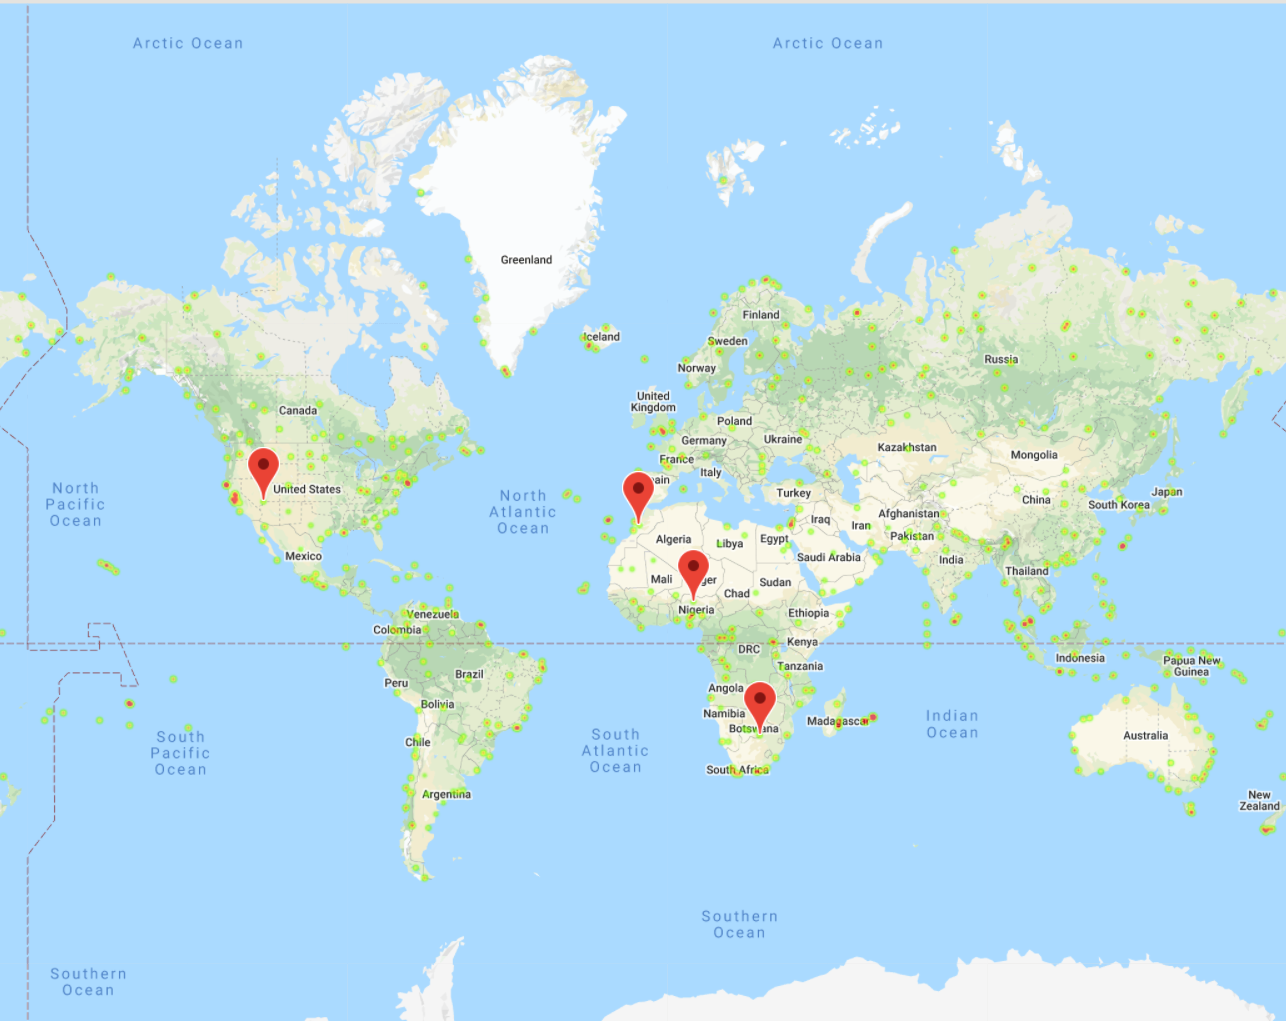 Arctic Ocean
Arctic Ocean
Greenland
Iceland
Finland
Sweden
Norway
Russia
Canada
United
Kingdom
Poland
Germany
Ukraine
France
Italy
Kazakhstan
Mongolia
North
Pacific
Ocean
United States
North
Atlantic
Ocean
ain
Turkey
China
Japan
South Korea
Afghanistan
Iraq
Iran
Pakistan
Mexico
Algeria
Libya
Egypt
Saudi Arabia
India
Thailand
Mali
ger
Sudan
Chad
Venezuela
Nigeria
Ethiopia
Colombia
Kenya
DRC
Tanzania
Indonesia
Papua New
Guinea
Brazil
Peru
Angola
Bolivia
Namibia
Botswana
Madagascar
Indian
Ocean
Australia
South
Pacific
Ocean
Chile
South
Atlantic
Ocean
South Africa
Argentina
New
Zealand
Southern
Ocean
Southern
Ocean